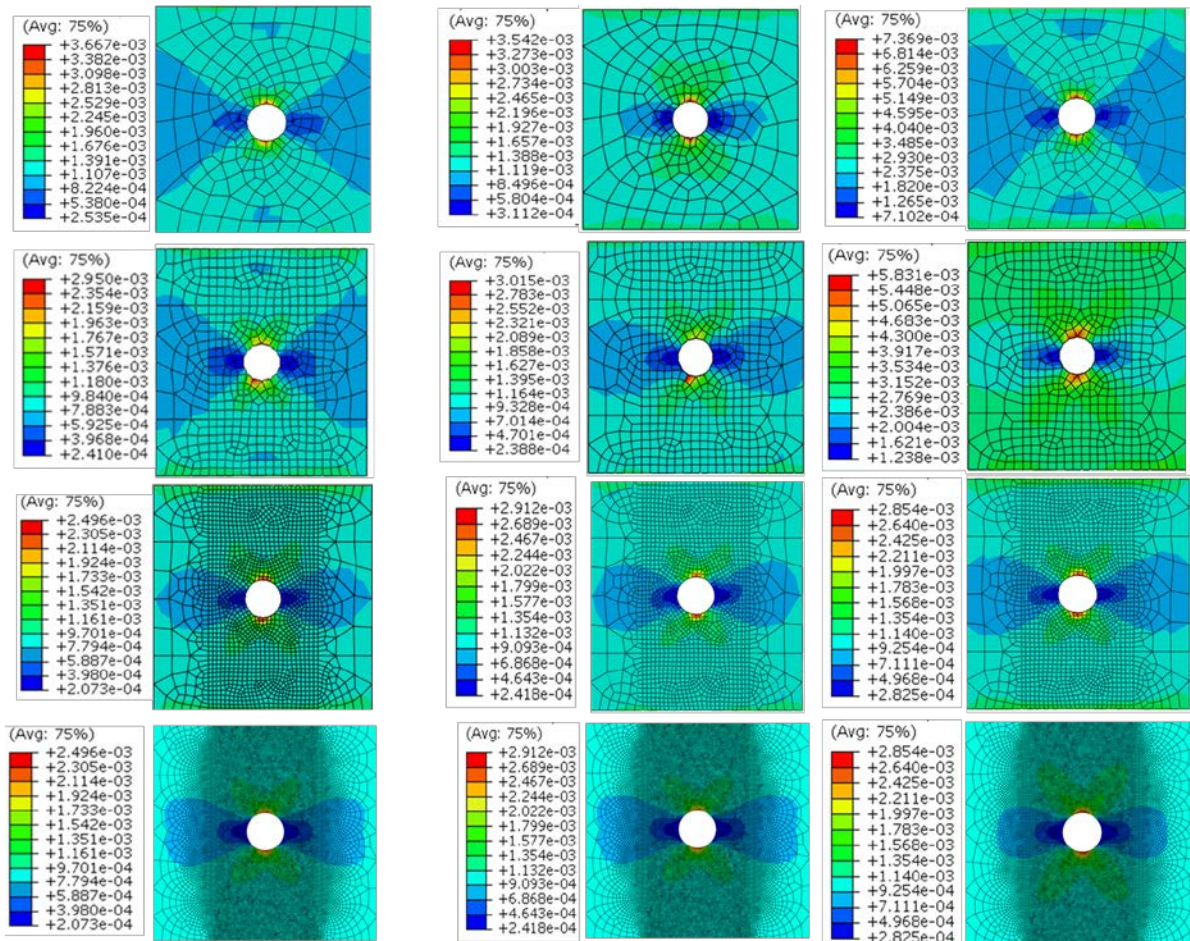 (Avg: 75%)
+3.667e-03
+3.382e-03
+3.098e-03
+2.813e-03
+2.529e-03
+2.245e-03
+1.960e-03
+1.676e-03
+1.391e-03
+1.107e-03
+8.224e-04
+5.380e-04
+2.535e-04
(Avg: 75%)
+3.542e-03
+3.273e-03
+3.003e-03
+2.734e-03
+2.465e-03
+2.196e-03
+1.927e-03
+1.657e-03
+1.388e-03
+1.119e-03
+8.496e-04
+5.804e-04
+3.112e-04
(Avg: 75%)
+7.369e-03
+6.814e-03
+6.259e-03
+5.704e-03
+5.149e-03
+4.595e-03
+4.040e-03
+3.485e-03
+2.930e-03
+2.375e-03
+1.820e-03
+1.265e-03
+7.102e-04
(Avg: 75%)
+2.950e-03
+2.354e-03
+2.159e-03
+1.963e-03
+1.767e-03
+1.571e-03
+1.376e-03
+1.180e-03
+9.840e-04
+7.883e-04
+5.925e-04
+3.968e-04
+2.410e-04
(Avg: 75%)
+3.015e-03
+2.783e-03
+2.552e-03
+2.321e-03
+2.089e-03
+1.858e-03
+1.627e-03
+1.395e-03
+1.164e-03
+9.328e-04
+7.014e-04
+4.701e-04
+2.388e-04
(Avg: 75%)
+5.831e-03
+5.448e-03
+5.065e-03
+4.683e-03
+4.300e-03
+3.917e-03
+3.534e-03
+3.152e-03
+2.769e-03
+2.386e-03
+2.004e-03
+1.621e-03
+1.238e-03
(Avg: 75%)
+2.496e-03
+2.305e-03
+2.114e-03
+1.924e-03
+1.733e-03
+1.542e-03
+1.351e-03
+1.161e-03
+9.701e-04
+7.794e-04
+5.887e-04
+3.980e-04
+2.073e-04
(Avg: 75%)
+2.912e-03
+2.689e-03
+2.467e-03
+2.244e-03
+2.022e-03
+1.799e-03
+1.577e-03
+1.354e-03
+1.132e-03
+9.093e-04
+6.868e-04
+4.643e-04
+2.418e-04
(Avg: 75%)
+2.854e-03
+2.640e-03
+2.425e-03
+2.211e-03
+1.997e-03
+1.783e-03
+1.568e-03
+1.354e-03
+1.140e-03
+9.254e-04
+7.111e-04
+4.968e-04
+2.825e-04
(Avg: 75%)
+2.496e-03
+2.305e-03
+2.114e-03
+1.924e-03
+1.733e-03
+1.542e-03
+1.351e-03
+1.161e-03
+9.701e-04
+7.794e-04
+5.887e-04
+3.980e-04
+2.073e-04
(Avg: 75%)
+2.912e-03
+2.689e-03
+2.467e-03
+2.244e-03
+2.022e-03
+1.799e-03
+1.577e-03
+1.354e-03
+1.132e-03
+9.093e-04
+6.868e-04
+4.643e-04
+2.418e-04
(Avg: 75%)
+2.854e-03
+2.640e-03
+2.425e-03
+2.211e-03
+1.997e-03
+1.783e-03
+1.568e-03
+1.354e-03
+1.140e-03
+9.254e-04
+7.111e-04
+4.968e-04
+2.825e-04